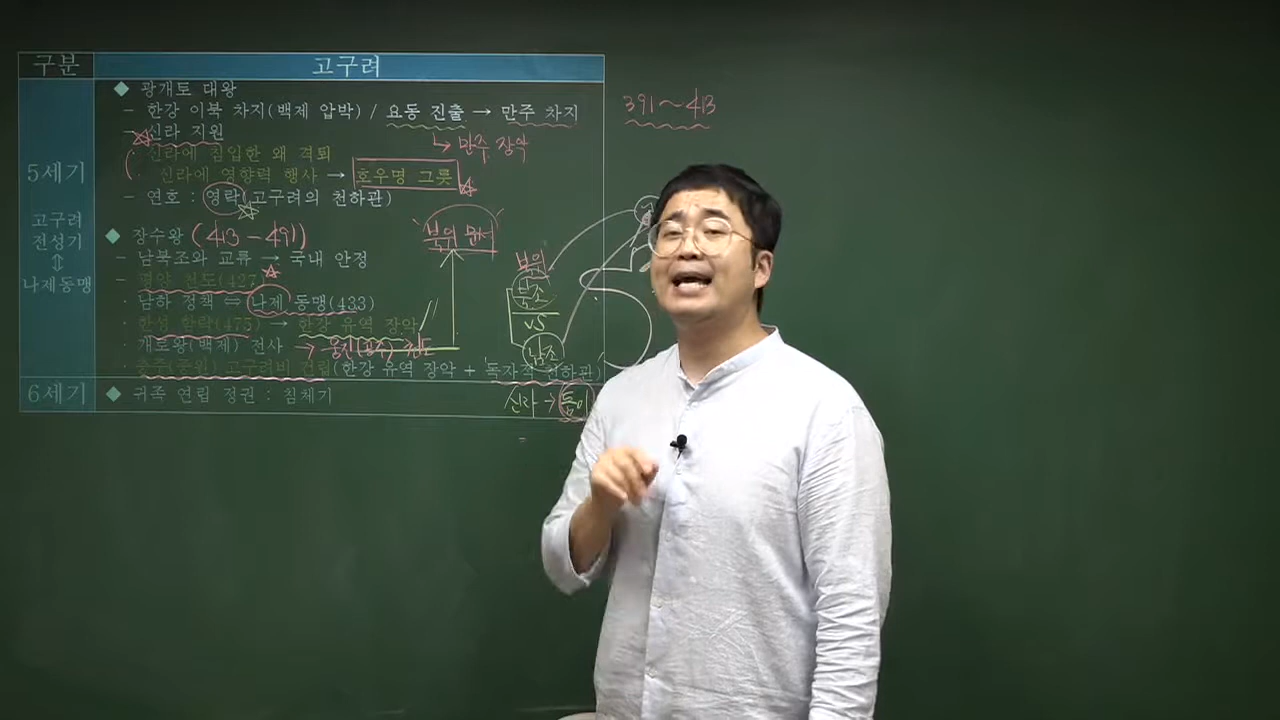 구분
고구려
5세기
고구려
전성기
⇕
나제동맹
◆ 광개토 대왕
- 한강 이북 차지(백제 압박) / 요동 진출 → 만주 차지
391~413
- 신라 지원
↳ 만주 장악
· 신라에 침입한 왜 격퇴
· 신라에 영향력 행사 → 호우명 그릇
- 연호 : 영락(고구려의 천하관)
◆ 장수왕 (413-491)
북위
- 남북조와 교류 → 국내 안정
북위
북조
vs
남조
- 평양 천도(427)
· 남하 정책 ⇔ 나제 동맹(433)
· 한성 함락(475) → 한강 유역 장악
· 개로왕(백제) 전사
→ 웅진(공주) 천도
- 충주(중원) 고구려비 건립(한강 유역 장악 + 독자적 천하관)
6세기
◆ 귀족 연립 정권 : 침체기
신라 → 동이